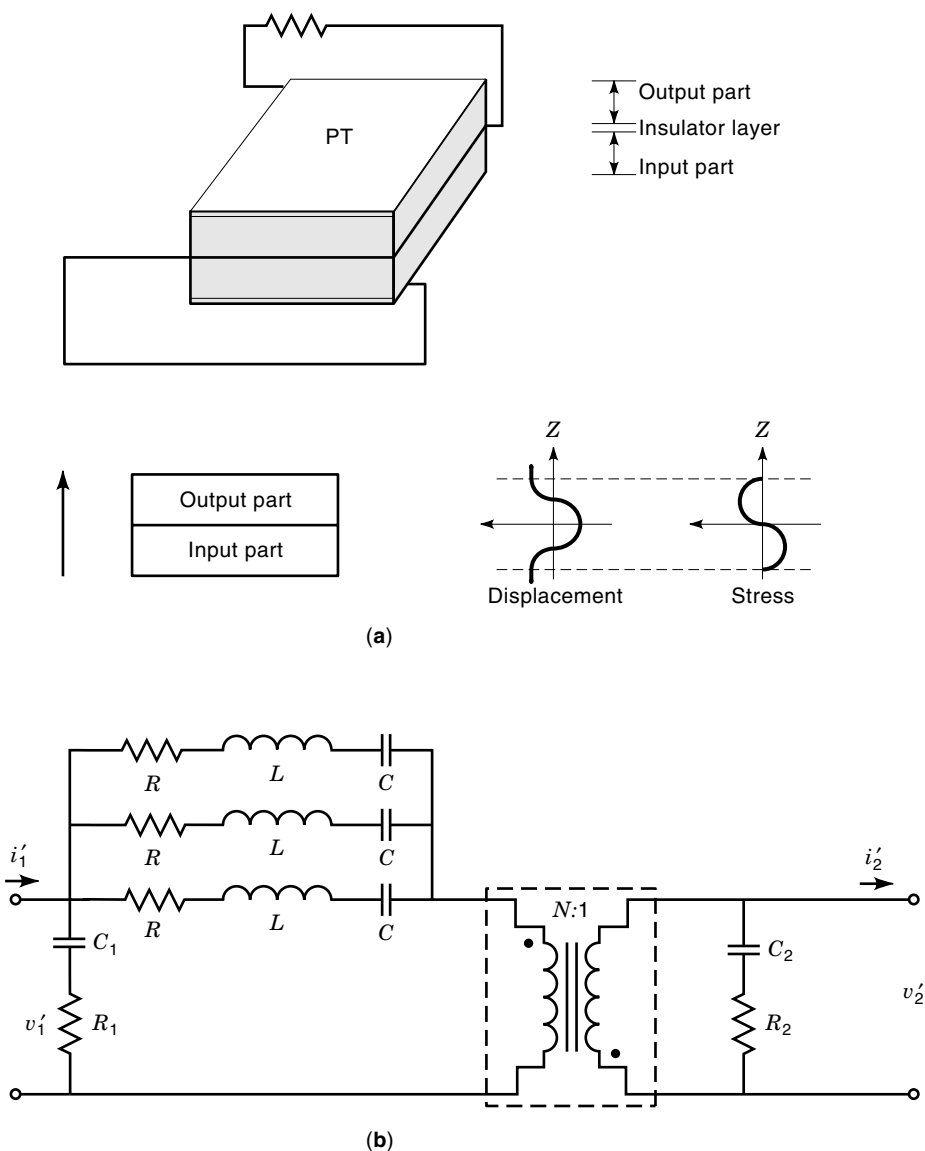 PT
Output part
Insulator layer
Input part
Output part
Input part
Z
Z
Displacement
Stress
(a)
R
L
C
R
L
C
i′1
R
L
C
N:1
i′2
C1
C2
v′1
R1
R2
v′2
(b)